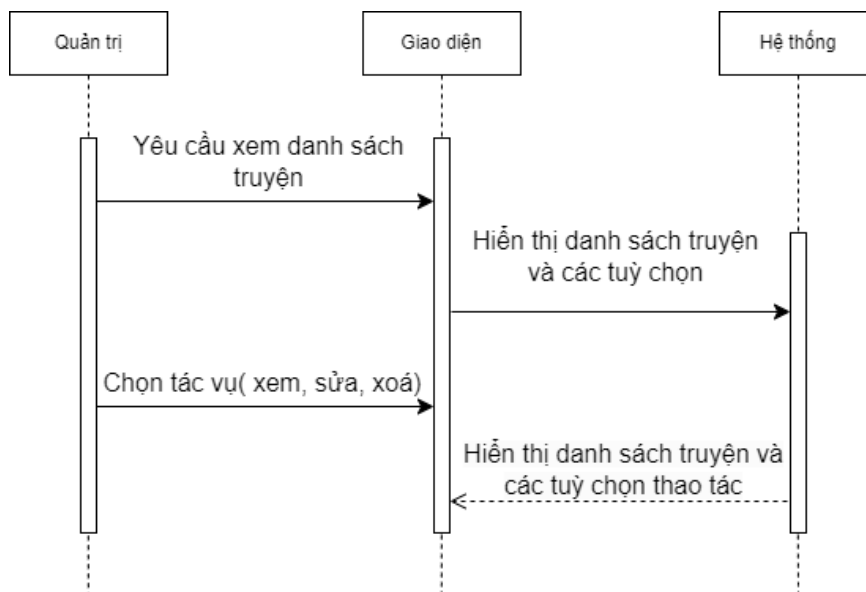 Quản trị
Giao diện
Hệ thống
Yêu cầu xem danh sách
truyện
Hiển thị danh sách truyện
và các tuỳ chọn
Chọn tác vụ( xem, sửa, xoá)
Hiển thị danh sách truyện và
các tuỳ chọn thao tác